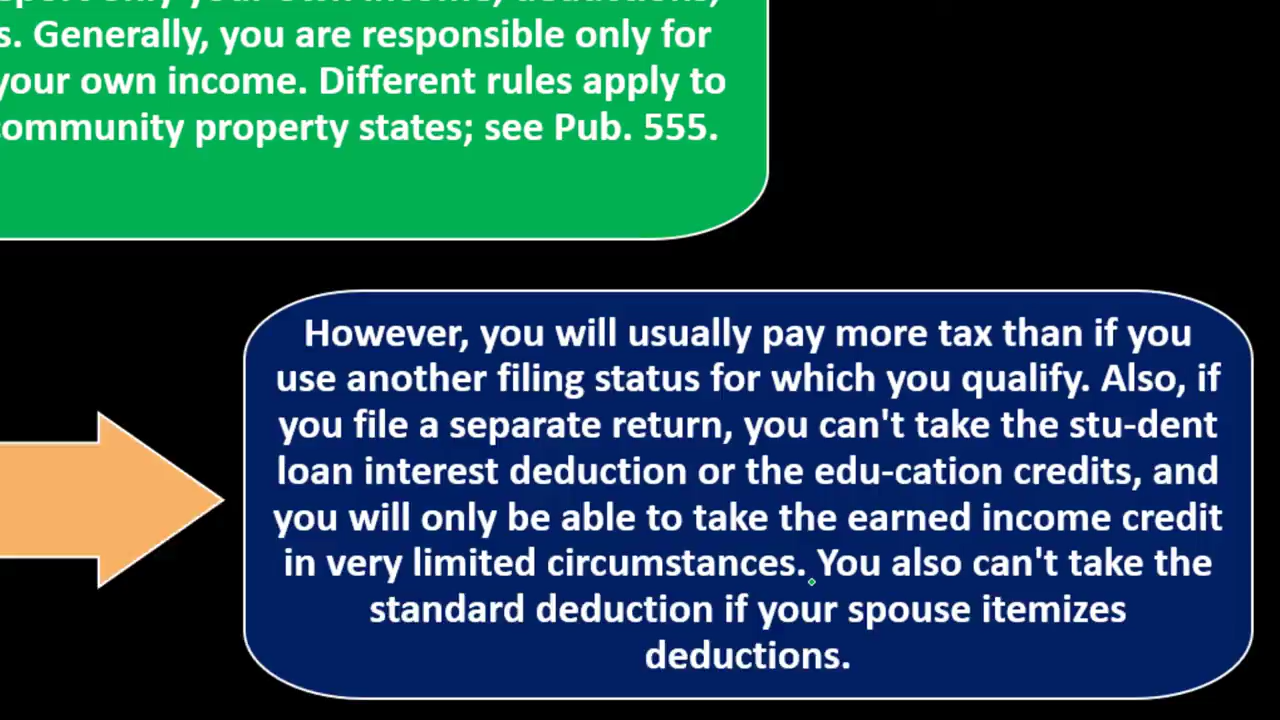 s. Generally, you are responsible only for
your own income. Different rules apply to
community property states; see Pub. 555.
However, you will usually pay more tax than if you
use another filing status for which you qualify. Also, if
you file a separate return, you can't take the stu-dent
loan interest deduction or the edu-cation credits, and
you will only be able to take the earned income credit
in very limited circumstances. You also can't take the
standard deduction if your spouse itemizes
deductions.